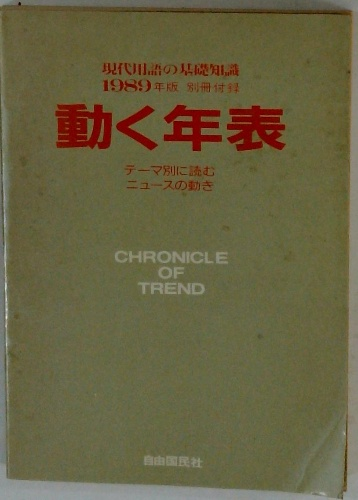 現代用語の基礎知識
1989年版 別冊付録
動く年表
テーマ別に読む
ニュースの動き
CHRONICLE
OF
TREND
自由国民社